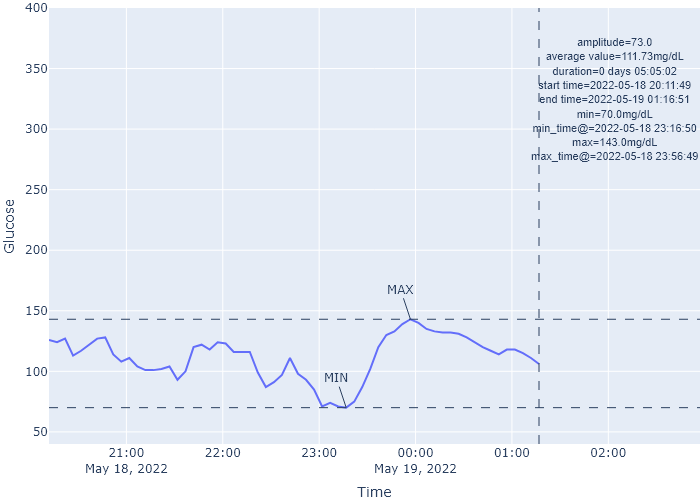 400
350
300
250
200
150
100
50
Glucose
amplitude=73.0
average value=111.73mg/dL
duration=0 days 05:05:02
start time=2022-05-18 20:11:49
end time=2022-05-19 01:16:51
min=70.0mg/dL
min_time@=2022-05-18 23:16:50
max=143.0mg/dL
max_time@=2022-05-18 23:56:49
MAX
MIN
21:00 22:00 23:00 00:00 01:00 02:00
May 18, 2022 May 19, 2022
Time